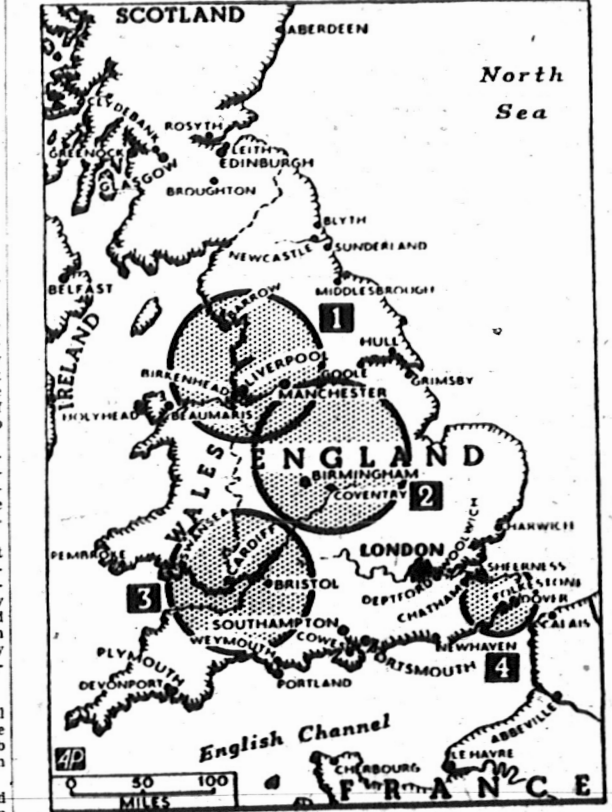 SCOTLAND
ABERDEEN
North
Sea
CLYDEBANK
ROSYTH
GREENOCK
LEITH
EDINBURGH
GLASGOW
BROUGHTON
BLYTH
NEWCASTLE
SUNDERLAND
BELFAST
MIDDLESBROUGH
BARROW
1
HULL
IRELAND
LIVERPOOL
BIRKENHEAD
GOOLE
GRIMSBY
MANCHESTER
HOLYHEAD
BEAUMARIS
ENGLAND
WALES
BIRMINGHAM
COVENTRY
2
SWANSEA
CARDIFF
WOOLWICH
HARWICH
PEMBROKE
LONDON
SHEERNESS
BRISTOL
DEPTFORD
CHATHAM
FOLKESTONE
DOVER
3
CALAIS
SOUTHAMPTON
COWES
WEYMOUTH
NEWHAVEN
PORTSMOUTH
4
PLYMOUTH
DEVONPORT
PORTLAND
English Channel
ABBEVILLE
AP
LE HAVRE
CHERBOURG
FRANCE
0 50 100
MILES